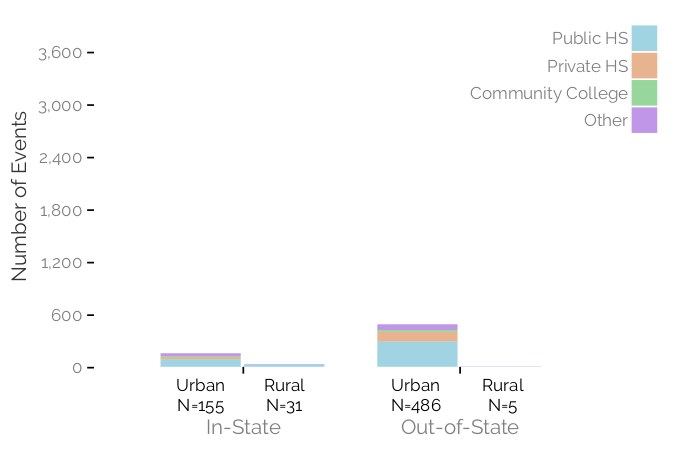 Public HS
Private HS
Community College
Other
Number of Events
3,600
3,000
2,400
1,800
1,200
600
0
Urban Rural Urban Rural
N=155 N=31 N=486 N=5
In-State Out-of-State